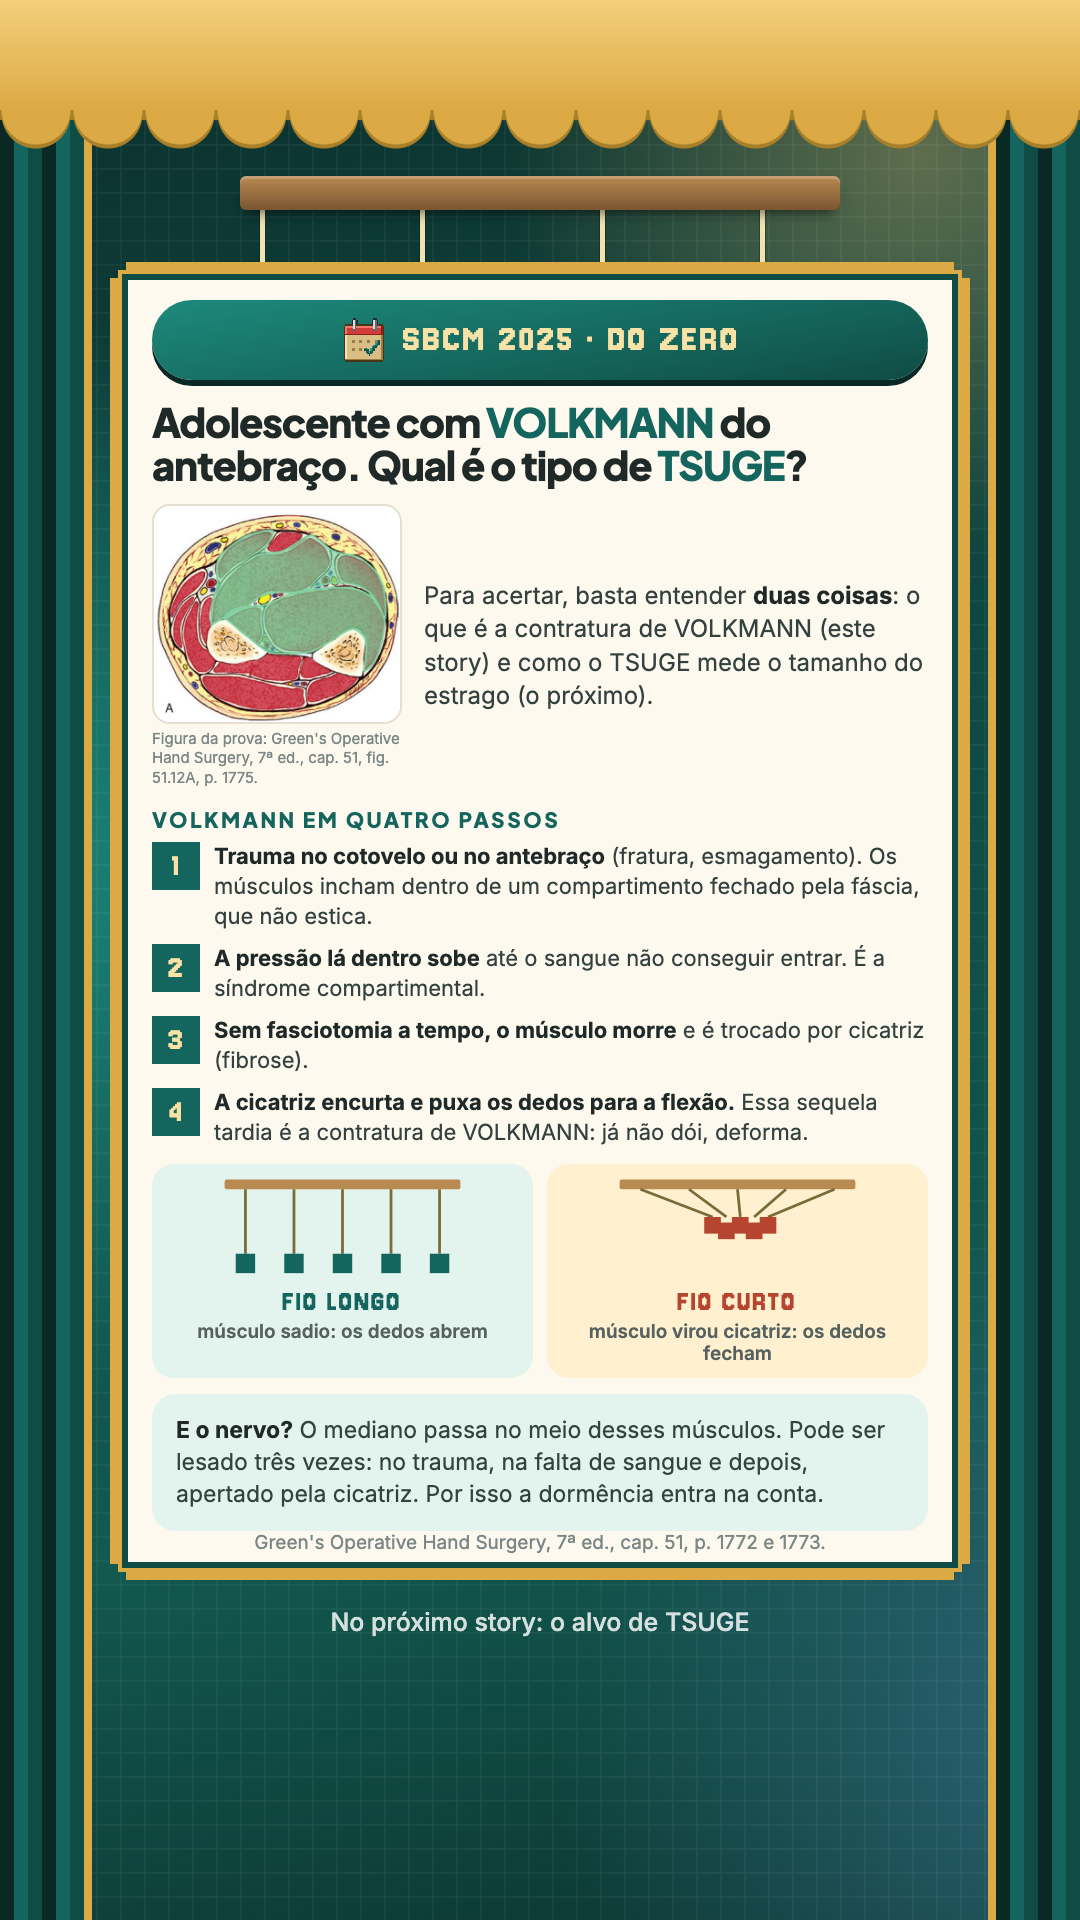 SBCM 2025 · DO ZERO
Adolescente com VOLKMANN do
antebraço. Qual é o tipo de TSUGE?
A
Figura da prova: Green's Operative
Hand Surgery, 7ª ed., cap. 51, fig.
51.12A, p. 1775.
Para acertar, basta entender duas coisas: o
que é a contratura de VOLKMANN (este
story) e como o TSUGE mede o tamanho do
estrago (o próximo).
VOLKMANN EM QUATRO PASSOS
1
Trauma no cotovelo ou no antebraço (fratura, esmagamento). Os
músculos incham dentro de um compartimento fechado pela fáscia,
que não estica.
2
A pressão lá dentro sobe até o sangue não conseguir entrar. É a
síndrome compartimental.
3
Sem fasciotomia a tempo, o músculo morre e é trocado por cicatriz
(fibrose).
4
A cicatriz encurta e puxa os dedos para a flexão. Essa sequela
tardia é a contratura de VOLKMANN: já não dói, deforma.
FIO LONGO
músculo sadio: os dedos abrem
FIO CURTO
músculo virou cicatriz: os dedos
fecham
E o nervo? O mediano passa no meio desses músculos. Pode ser
lesado três vezes: no trauma, na falta de sangue e depois,
apertado pela cicatriz. Por isso a dormência entra na conta.
Green's Operative Hand Surgery, 7ª ed., cap. 51, p. 1772 e 1773.
No próximo story: o alvo de TSUGE